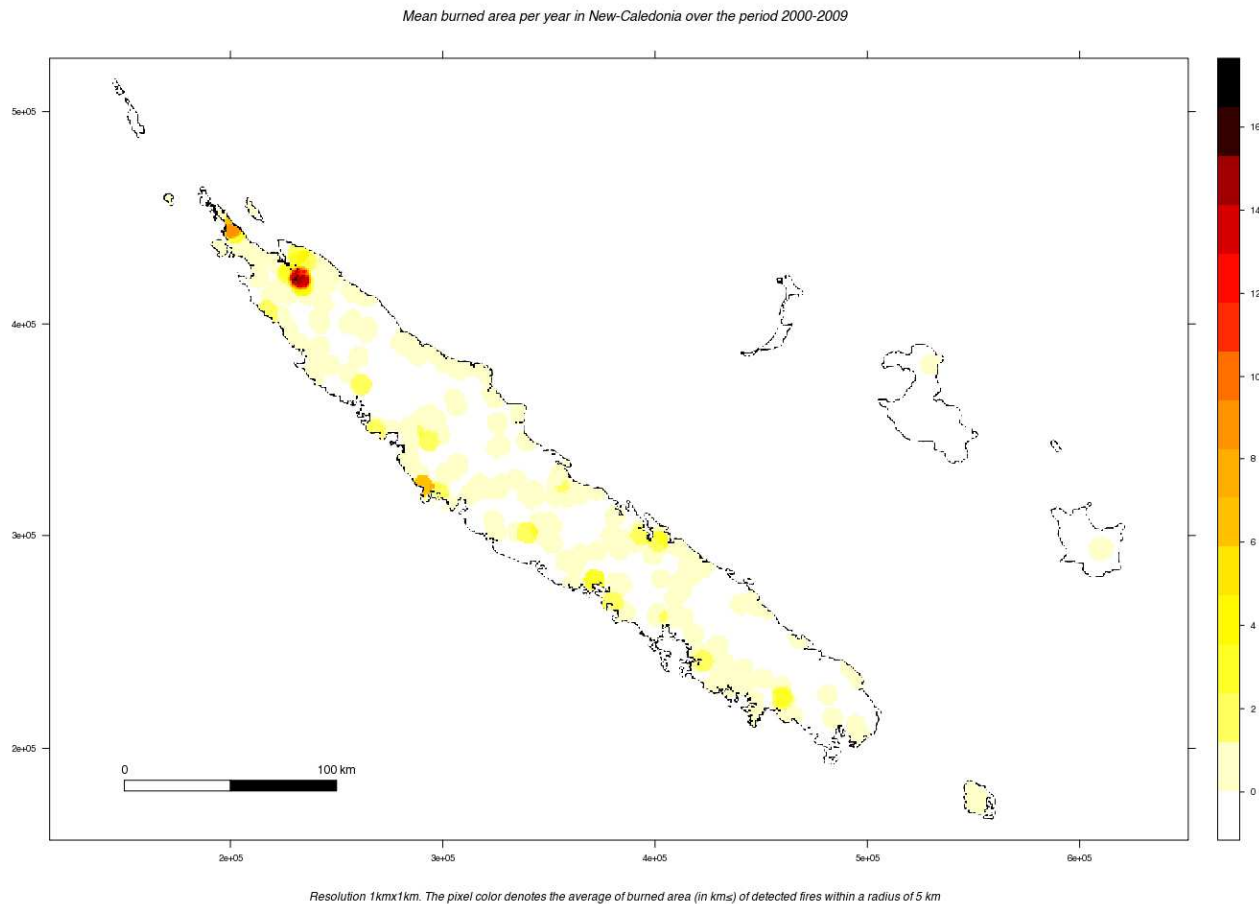 Mean burned area per year in New-Caledonia over the period 2000-2009
5e+05
4e+05
3e+05
2e+05
16
14
12
10
8
6
4
2
0
0 100 km
2e+05 3e+05 4e+05 5e+05 6e+05
Resolution 1kmx1km. The pixel color denotes the average of burned area (in km≤) of detected fires within a radius of 5 km